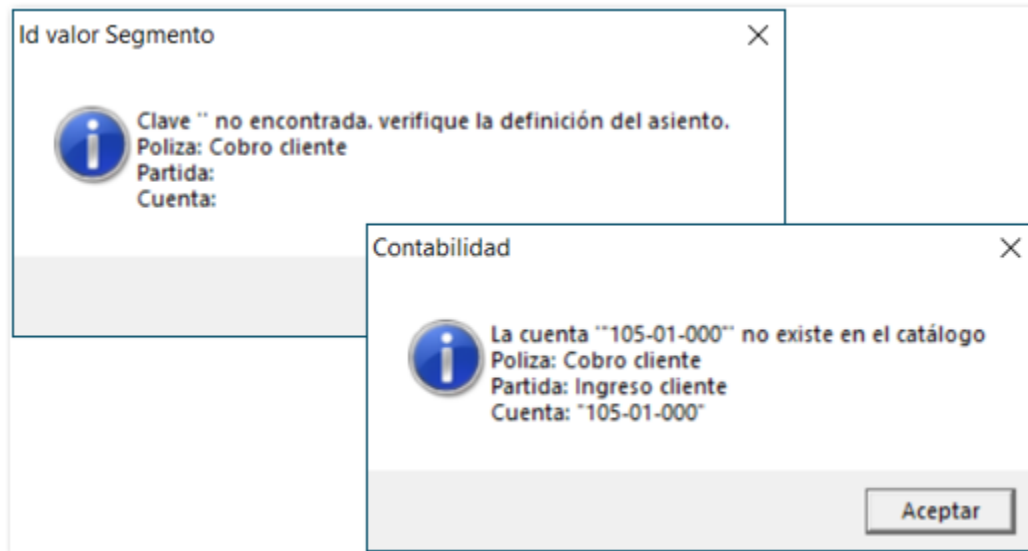 Id valor Segmento
Clave '' no encontrada. verifique la definición del asiento.
Poliza: Cobro cliente
Partida:
Cuenta:
Contabilidad
La cuenta '"105-01-000"' no existe en el catálogo
Poliza: Cobro cliente
Partida: Ingreso cliente
Cuenta: "105-01-000"
Aceptar